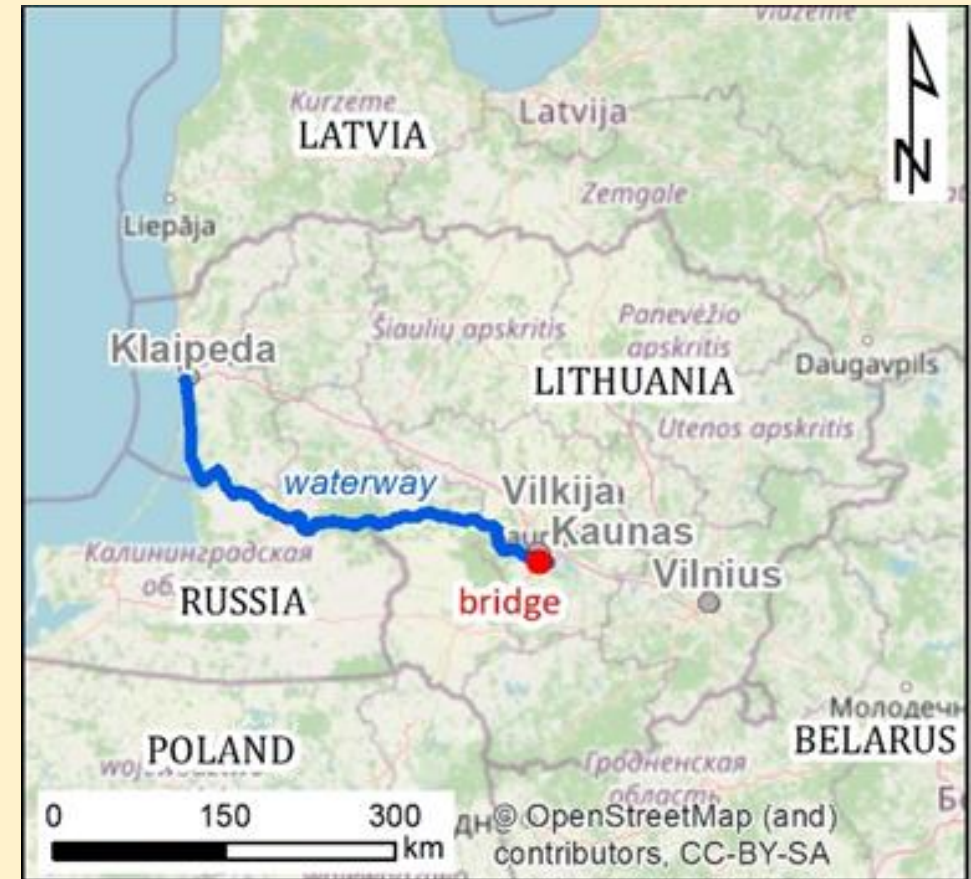 Vidzeme
Kurzeme
LATVIA
Latvija
N
Zemgale
Liepāja
Klaipeda
Šiaulių apskritis
Panevėžio
apskritis
Daugavpils
LITHUANIA
Utenos apskritis
waterway
Vilkija
Kaunas
Калининградская
об
RUSSIA
bridge
Vilnius
Молодечн
BELARUS
POLAND
Гродненская
область
0 150 300
km
© OpenStreetMap (and)
contributors, CC-BY-SA